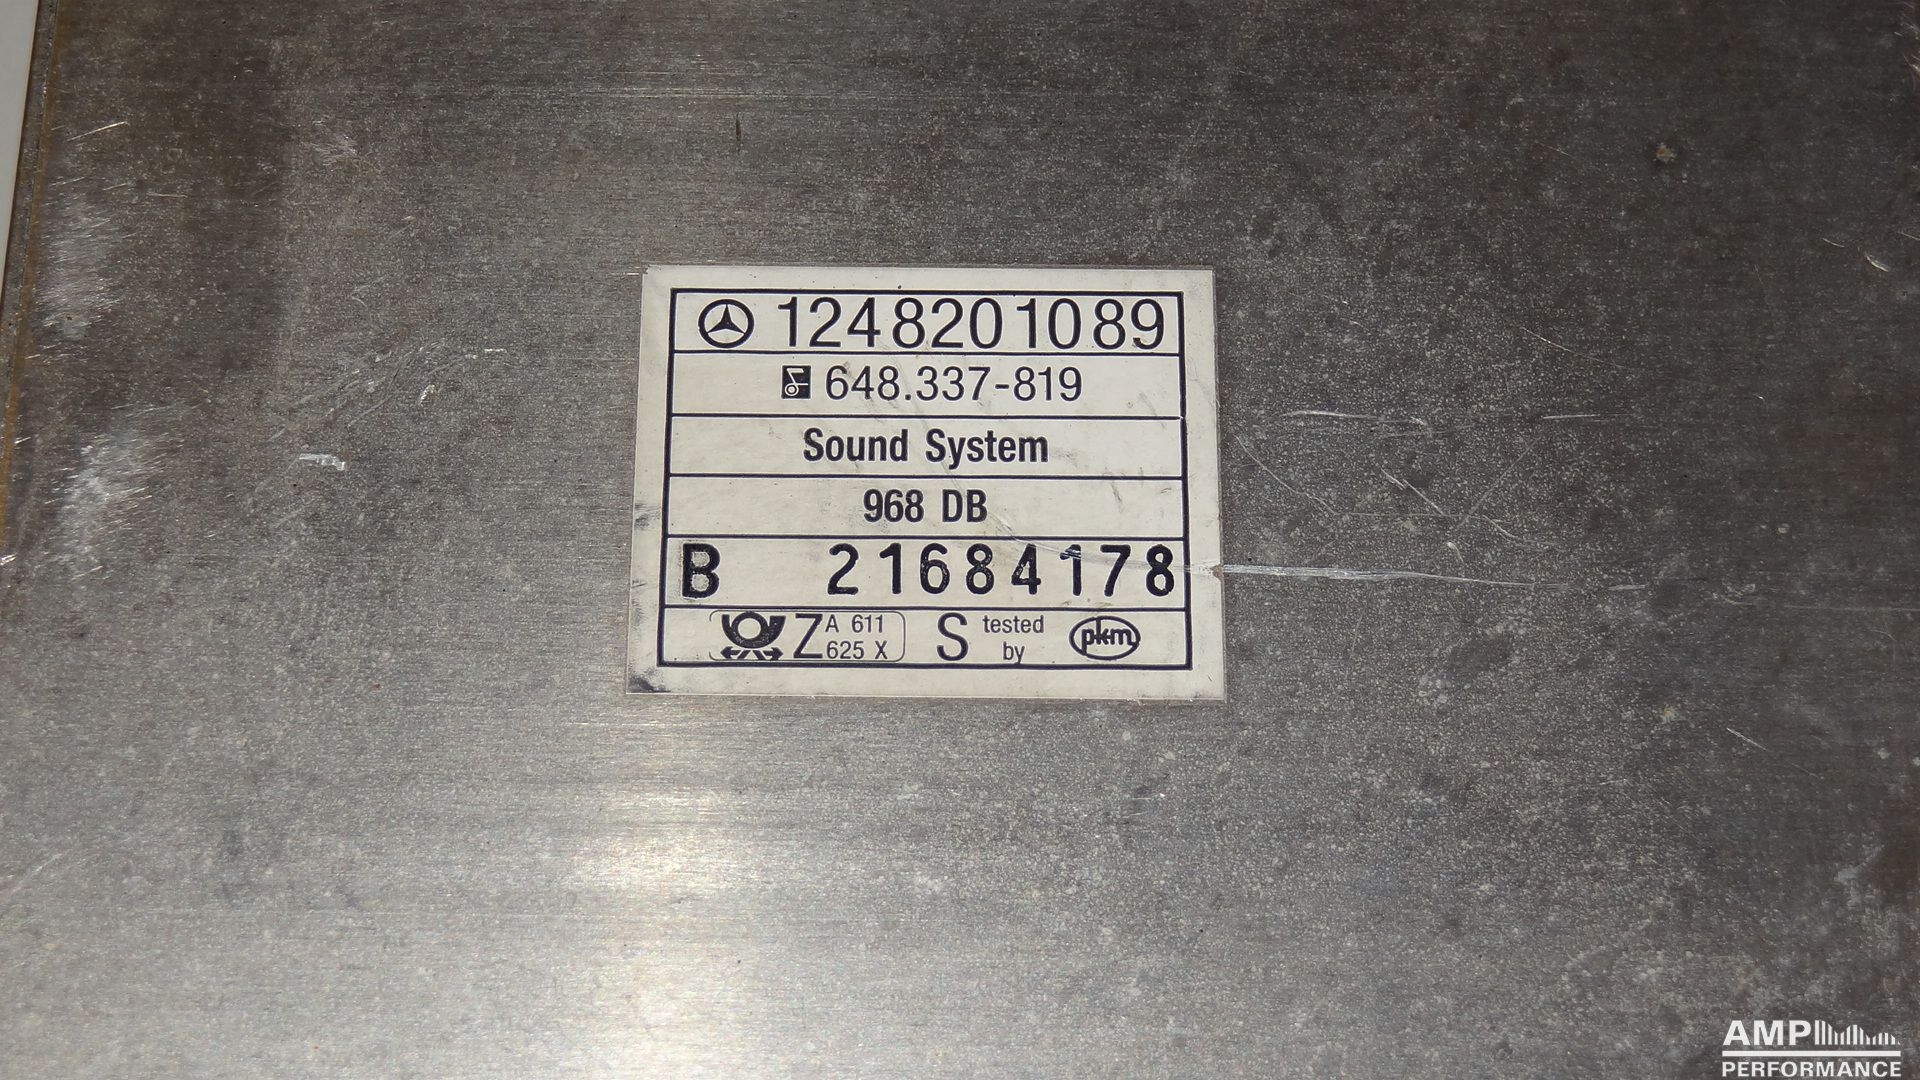 1248201089
648.337-819
Sound System
968 DB
B 21684178
Z A 611 625 X S tested by pkm
AMP
PERFORMANCE